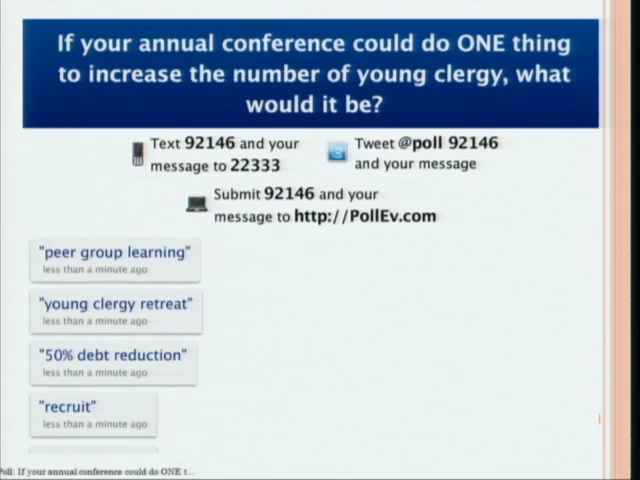 If your annual conference could do ONE thing
to increase the number of young clergy, what
would it be?
Text 92146 and your
message to 22333
Tweet @poll 92146
and your message
Submit 92146 and your
message to http://PollEv.com
"peer group learning"
less than a minute ago
"young clergy retreat"
less than a minute ago
"50% debt reduction"
less than a minute ago
"recruit"
less than a minute ago
Poll: If your annual conference could do ONE t...